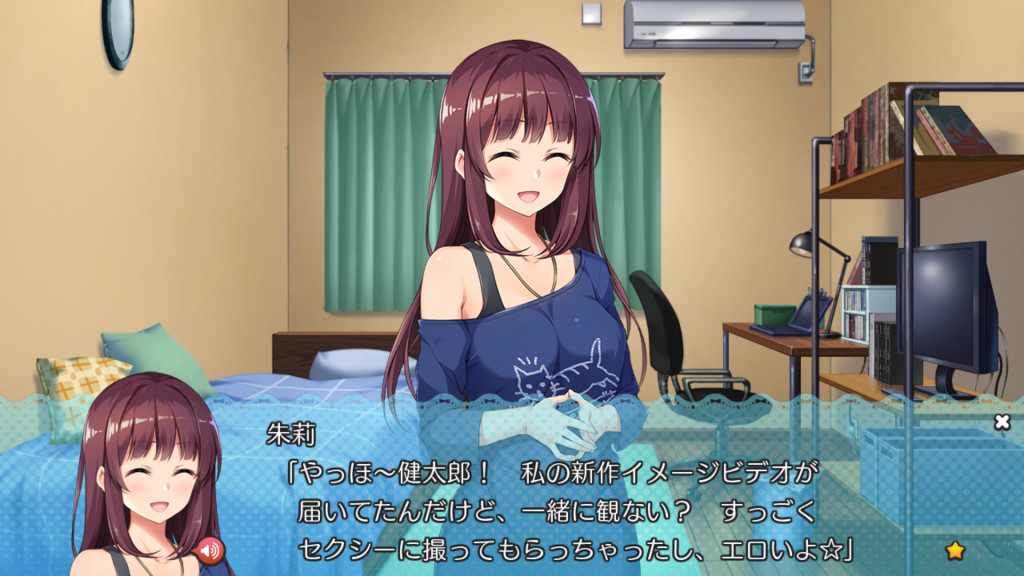 朱莉
「やっほ～健太郎！　私の新作イメージビデオが
届いてたんだけど、一緒に観ない？　すっごく
セクシーに撮ってもらっちゃったし、エロいよ☆」